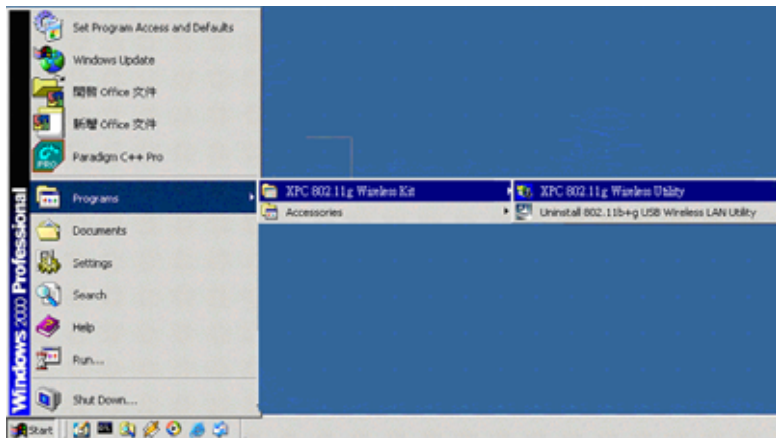 Set Program Access and Defaults
Windows Update
開啟 Office 文件
新增 Office 文件
PRO
Paradigm C++ Pro
Programs
XPC 802.11g Wireless Kit
XPC 802.11g Wireless Utility
Accessories
Uninstall 802.11b+g USB Wireless LAN Utility
Documents
Settings
Search
Help
Run...
Shut Down...
Windows 2000 Professional
Start